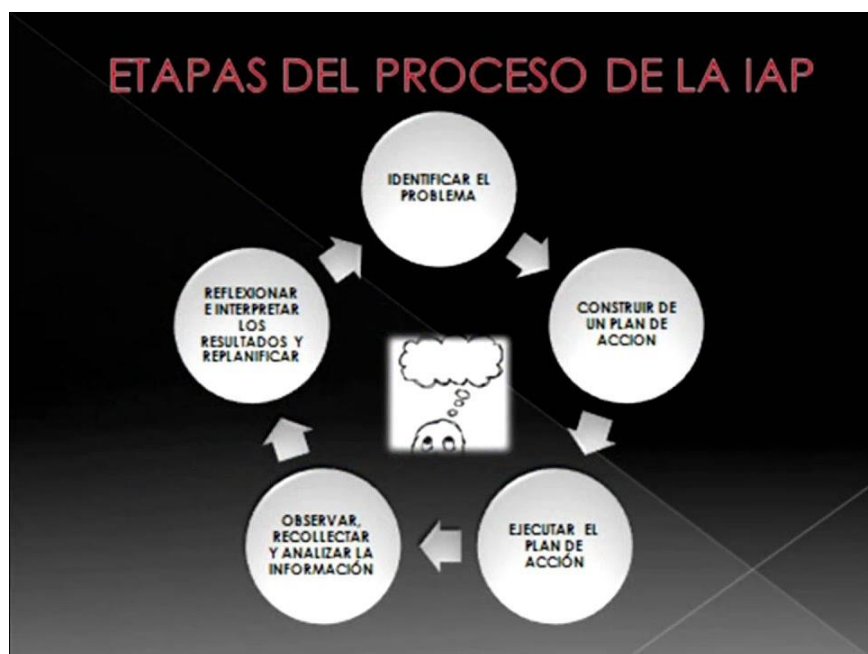 ETAPAS DEL PROCESO DE LA IAP
IDENTIFICAR EL
PROBLEMA
CONSTRUIR DE
UN PLAN DE
ACCION
EJECUTAR EL
PLAN DE
ACCIÓN
OBSERVAR,
RECOLLECTAR
Y ANALIZAR LA
INFORMACIÓN
REFLEXIONAR
E INTERPRETAR
LOS
RESULTADOS Y
REPLANIFICAR